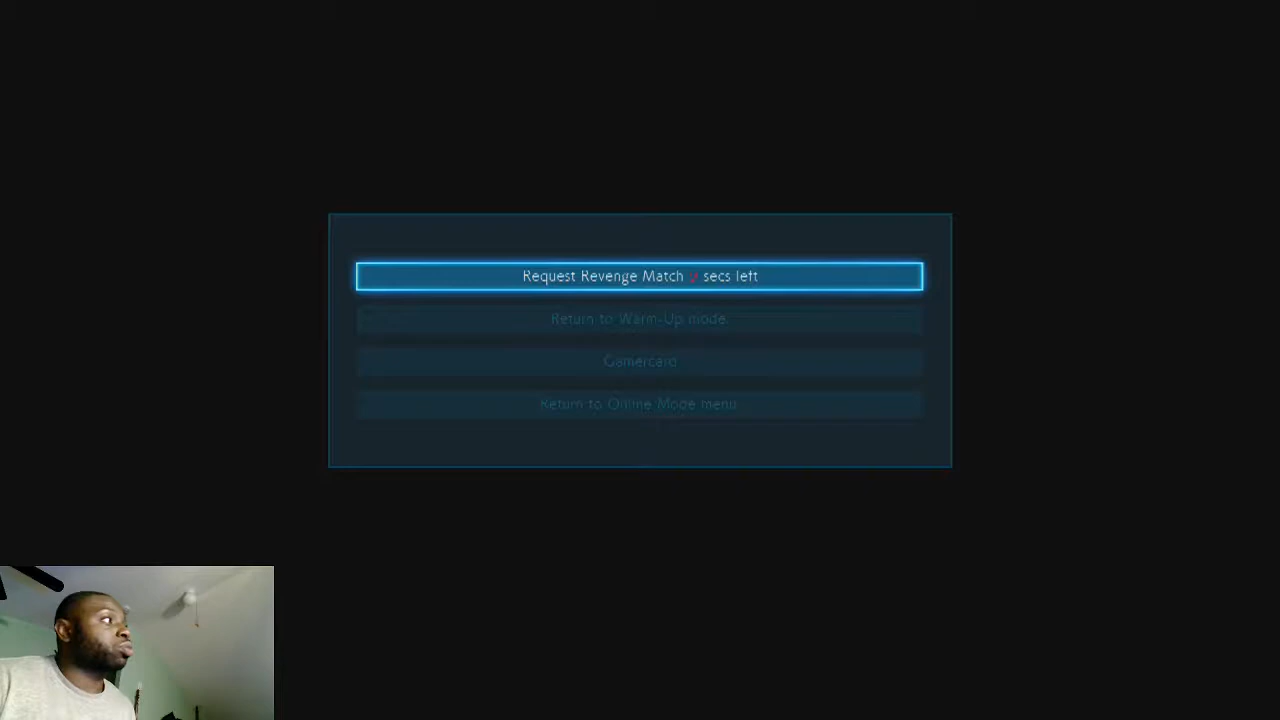 Request Revenge Match secs left
Return to Warm-Up mode
Gamercard
Return to Online Mode menu